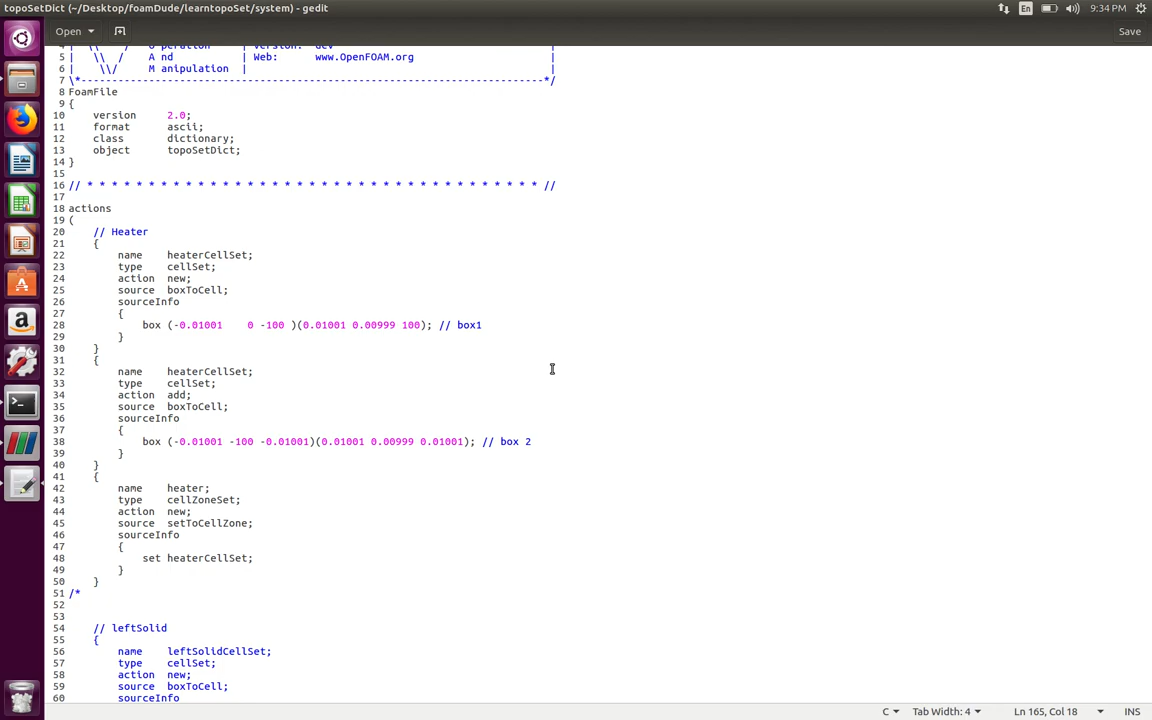 topoSetDict (~/Desktop/foamDude/learntopoSet/system) - gedit
En
9:34 PM
Open
Save
4 | \\ / O peration | Version: dev |
5 | \\ / A nd | Web: www.OpenFOAM.org |
6 | \\/ M anipulation | |
7 \*---------------------------------------------------------------------------*/
8 FoamFile
9 {
10 version 2.0;
11 format ascii;
12 class dictionary;
13 object topoSetDict;
14 }
15
16 // * * * * * * * * * * * * * * * * * * * * * * * * * * * * * * * * * * * * * //
17
18 actions
19 (
20 // Heater
21 {
22 name heaterCellSet;
23 type cellSet;
24 action new;
25 source boxToCell;
26 sourceInfo
27 {
28 box (-0.01001 0 -100 )(0.01001 0.00999 100); // box1
29 }
30 }
31 {
32 name heaterCellSet;
33 type cellSet;
34 action add;
35 source boxToCell;
36 sourceInfo
37 {
38 box (-0.01001 -100 -0.01001)(0.01001 0.00999 0.01001); // box 2
39 }
40 }
41 {
42 name heater;
43 type cellZoneSet;
44 action new;
45 source setToCellZone;
46 sourceInfo
47 {
48 set heaterCellSet;
49 }
50 }
51 /*
52
53
54 // leftSolid
55 {
56 name leftSolidCellSet;
57 type cellSet;
58 action new;
59 source boxToCell;
60 sourceInfo
C
Tab Width: 4
Ln 165, Col 18
INS